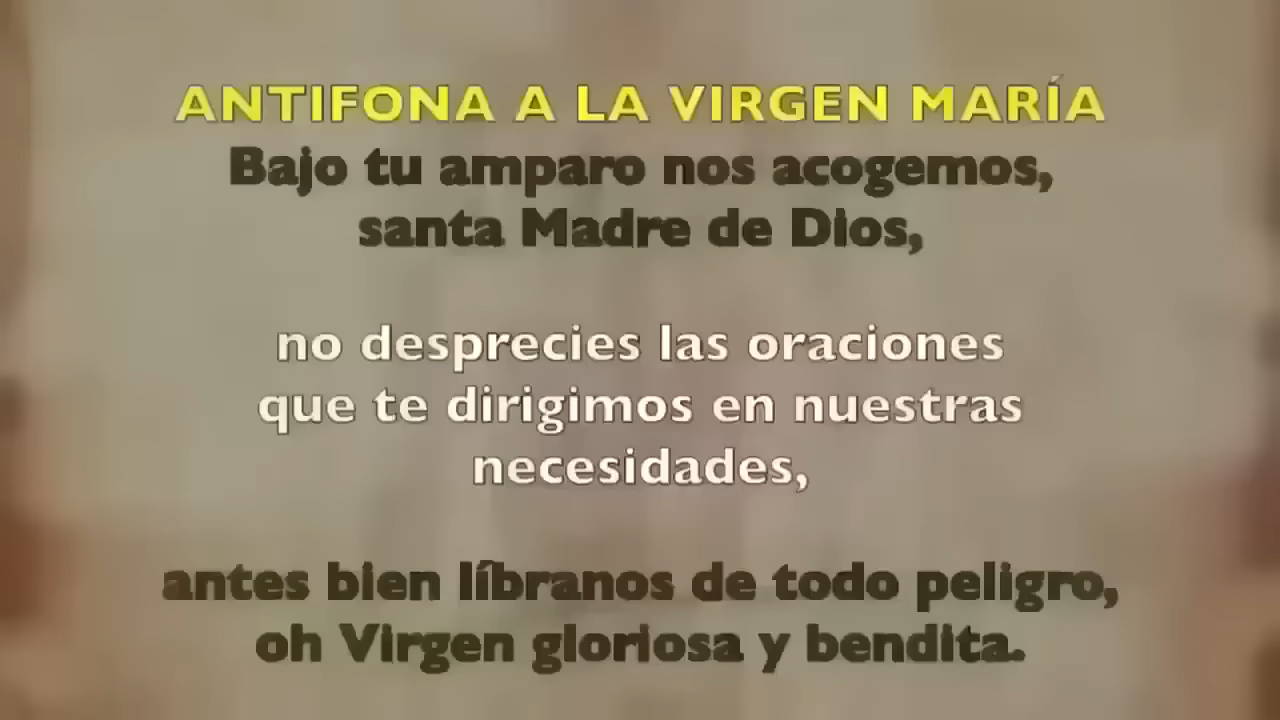 ANTIFONA A LA VIRGEN MARÍA
Bajo tu amparo nos acogemos,
santa Madre de Dios,
no desprecies las oraciones
que te dirigimos en nuestras
necesidades,
antes bien líbranos de todo peligro,
oh Virgen gloriosa y bendita.